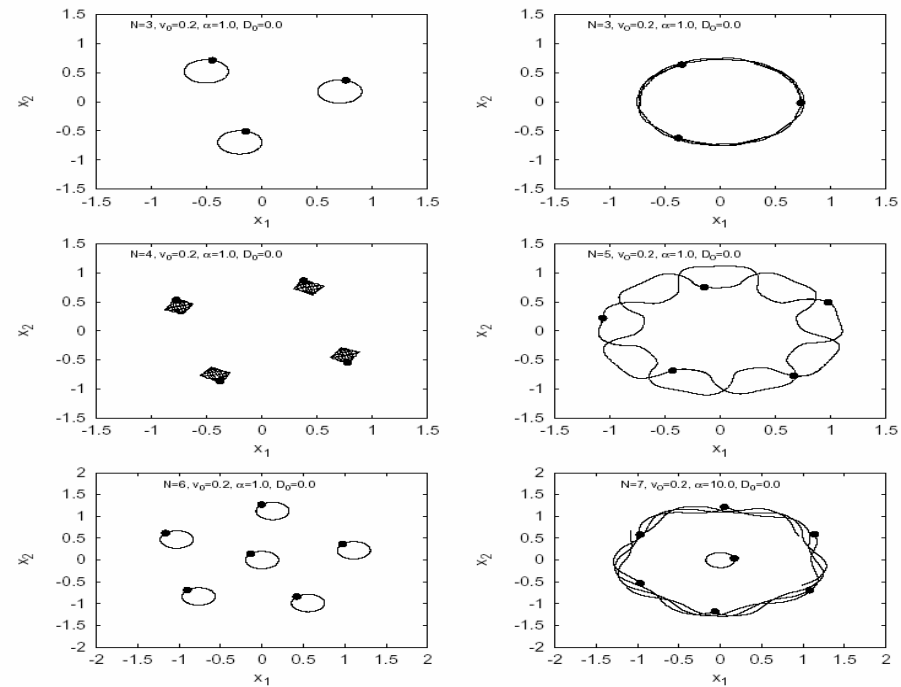 N=3, v₀=0.2, α=1.0, D₀=0.0
1.5
1
0.5
0
-0.5
-1
-1.5
x₂
-1.5 -1 -0.5 0 0.5 1 1.5
x₁
N=3, v₀=0.2, α=1.0, D₀=0.0
1.5
1
0.5
0
-0.5
-1
-1.5
x₂
-1.5 -1 -0.5 0 0.5 1 1.5
x₁
N=4, v₀=0.2, α=1.0, D₀=0.0
1.5
1
0.5
0
-0.5
-1
-1.5
x₂
-1.5 -1 -0.5 0 0.5 1 1.5
x₁
N=5, v₀=0.2, α=1.0, D₀=0.0
1.5
1
0.5
0
-0.5
-1
-1.5
x₂
-1.5 -1 -0.5 0 0.5 1 1.5
x₁
N=6, v₀=0.2, α=1.0, D₀=0.0
2
1.5
1
0.5
0
-0.5
-1
-1.5
-2
x₂
-2 -1.5 -1 -0.5 0 0.5 1 1.5 2
x₁
N=7, v₀=0.2, α=10.0, D₀=0.0
2
1.5
1
0.5
0
-0.5
-1
-1.5
-2
x₂
-2 -1.5 -1 -0.5 0 0.5 1 1.5 2
x₁